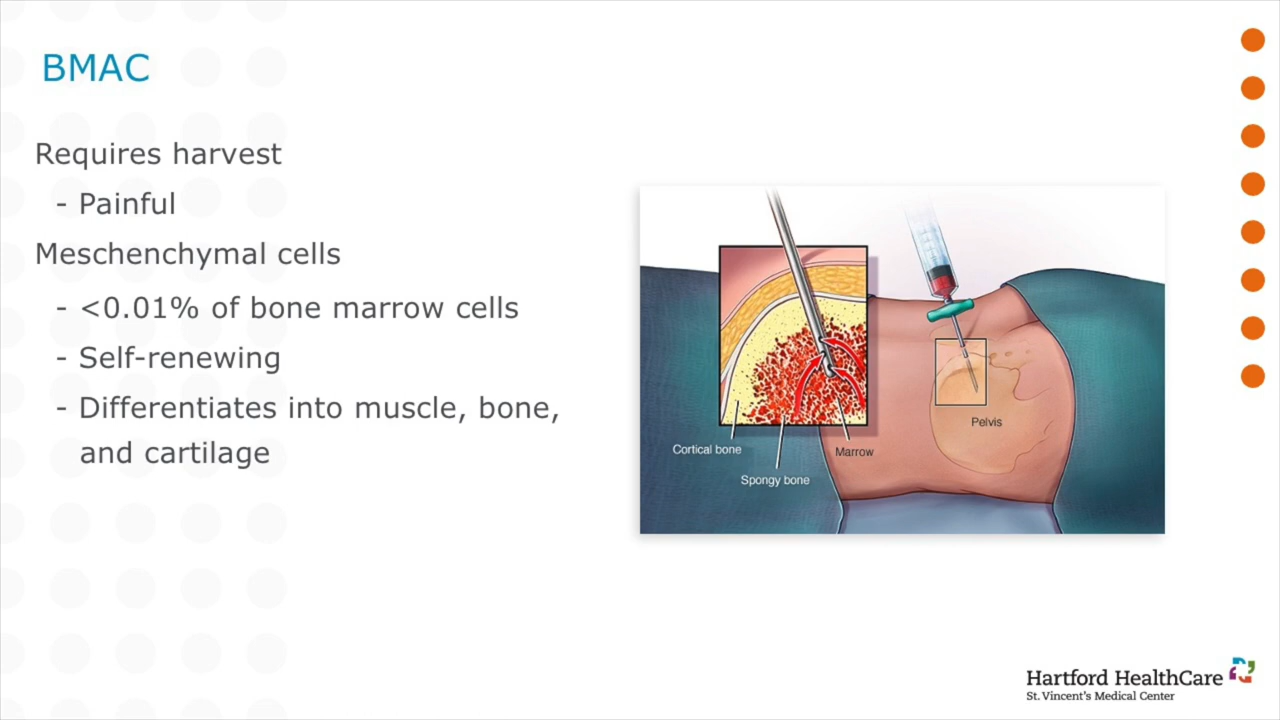 BMAC
Requires harvest
- Painful
Meschenchymal cells
- <0.01% of bone marrow cells
- Self-renewing
- Differentiates into muscle, bone,
and cartilage
Cortical bone
Spongy bone
Marrow
Pelvis
Hartford HealthCare
St. Vincent's Medical Center